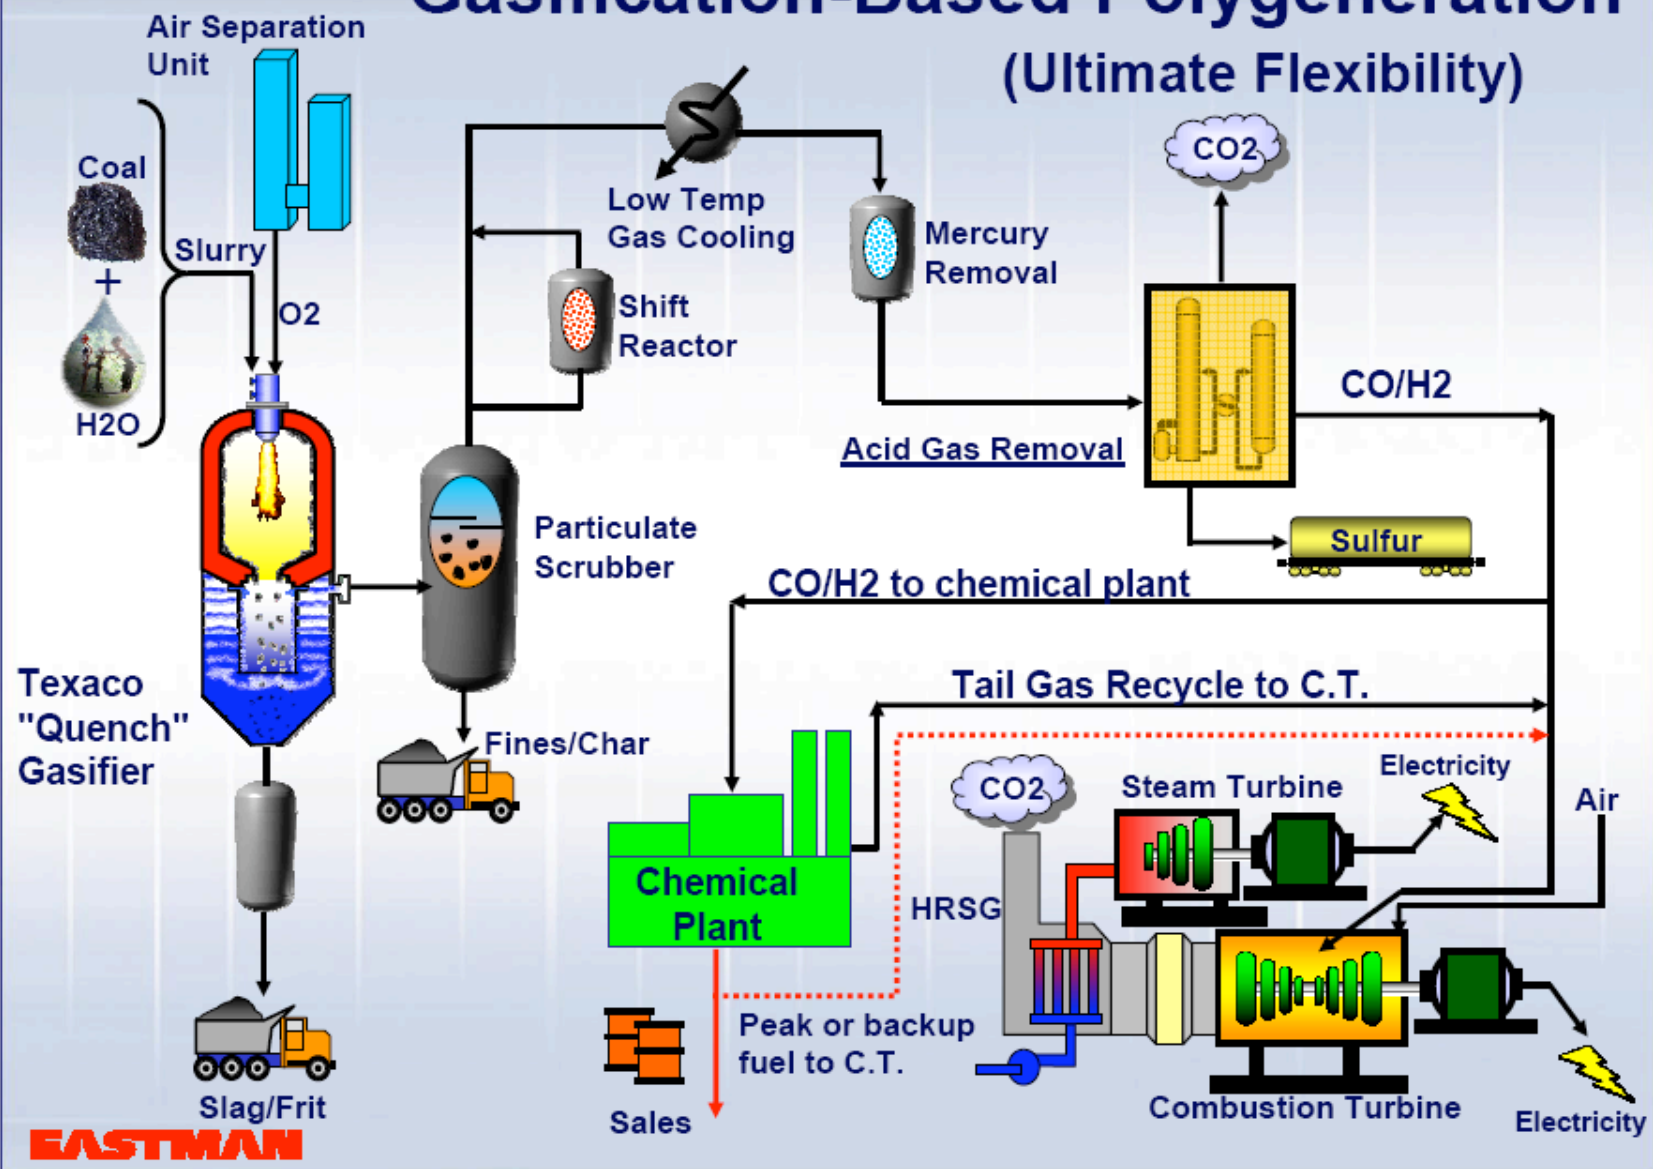 Gasification-Based Polygeneration
(Ultimate Flexibility)
Air Separation
Unit
Coal
+
H2O
Slurry
O2
Low Temp
Gas Cooling
Shift
Reactor
Mercury
Removal
CO2
CO/H2
Acid Gas Removal
Sulfur
Particulate
Scrubber
CO/H2 to chemical plant
Texaco
"Quench"
Gasifier
Fines/Char
Tail Gas Recycle to C.T.
CO2
Steam Turbine
Electricity
Air
Chemical
Plant
HRSG
Peak or backup
fuel to C.T.
Sales
Combustion Turbine
Electricity
Slag/Frit
EASTMAN